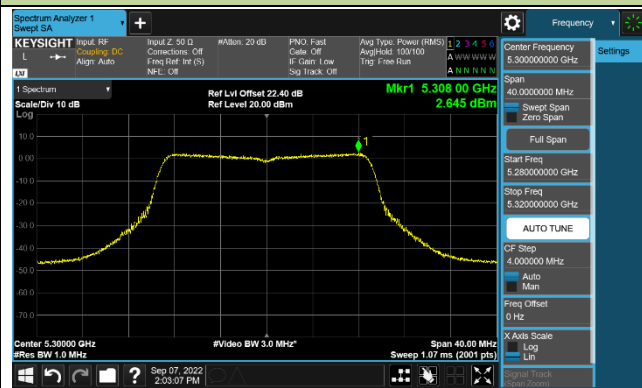 Spectrum Analyzer 1
Swept SA
Frequency
KEYSIGHT
Input: RF
Coupling: DC
Align: Auto
Input Z: 50 Ω
Corrections: Off
Freq Ref: Int (S)
NFE: Off
#Atten: 20 dB
PNO: Fast
Gate: Off
IF Gain: Low
Sig Track: Off
Avg Type: Power (RMS)
Avg|Hold: 100/100
Trig: Free Run
1 2 3 4 5 6
A W W W W W
A N N N N N
L
LXI
1 Spectrum
Scale/Div 10 dB
Ref Lvl Offset 22.40 dB
Ref Level 20.00 dBm
Mkr1 5.308 00 GHz
2.645 dBm
Log
10.0
0.00
-10.0
-20.0
-30.0
-40.0
-50.0
-60.0
-70.0
1
Center 5.30000 GHz
#Res BW 1.0 MHz
#Video BW 3.0 MHz*
Span 40.00 MHz
Sweep 1.07 ms (2001 pts)
Center Frequency
5.300000000 GHz
Settings
Span
40.0000000 MHz
Swept Span
Zero Span
Full Span
Start Freq
5.280000000 GHz
Stop Freq
5.320000000 GHz
AUTO TUNE
CF Step
4.000000 MHz
Auto
Man
Freq Offset
0 Hz
X Axis Scale
Log
Lin
Signal Track
(Span Zoom)
?
Sep 07, 2022
2:03:07 PM